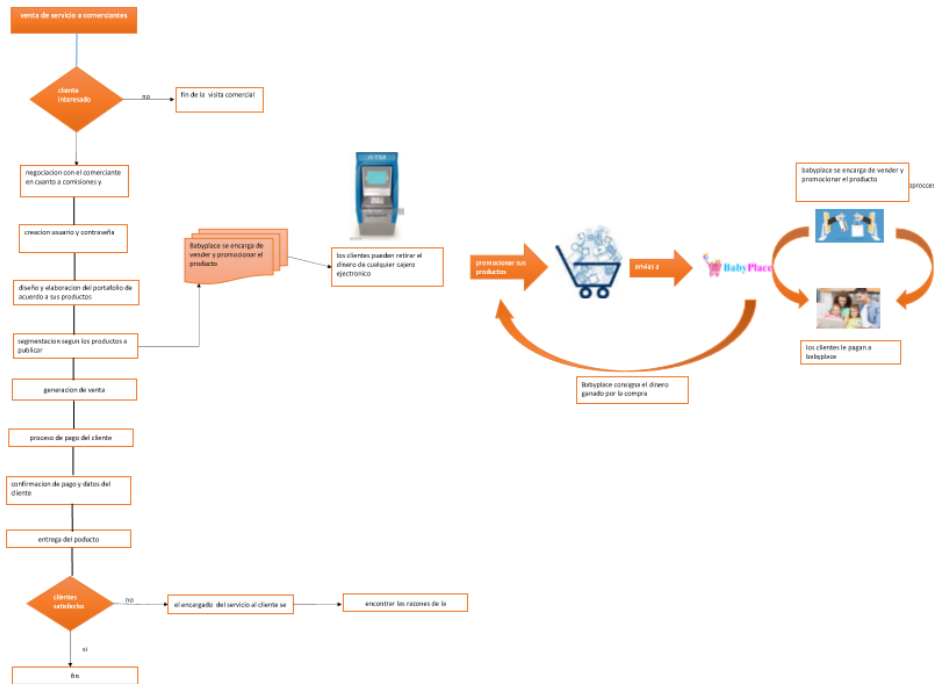 venta de servicio a comerciantes
cliente
interesado
no
fin de la visita comercial
negociacion con el comerciante
en cuanto a comisiones y
creacion usuario y contraseña
diseño y elaboracion del portafolio de
acuerdo a sus productos
segmentacion segun los productos a
publicar
generacion de venta
proceso de pago del cliente
confirmacion de pago y datos del
cliente
entrega del poducto
clientes
satisfecho
no
el encargado del servicio al cliente se
encontrar las razones de la
si
fin
Babyplace se encarga de
vender y promocionar el
producto
ATM
los clientes pueden retirar el
dinero de cualquier cajero
ejectronico
promocioner sus
productos
envias a
BabyPlace
babyplace se encarga de vender y
promocionar el producto
los clientes le pagan a
babyplace
Babyplace consigna el dinero
ganado por la compra